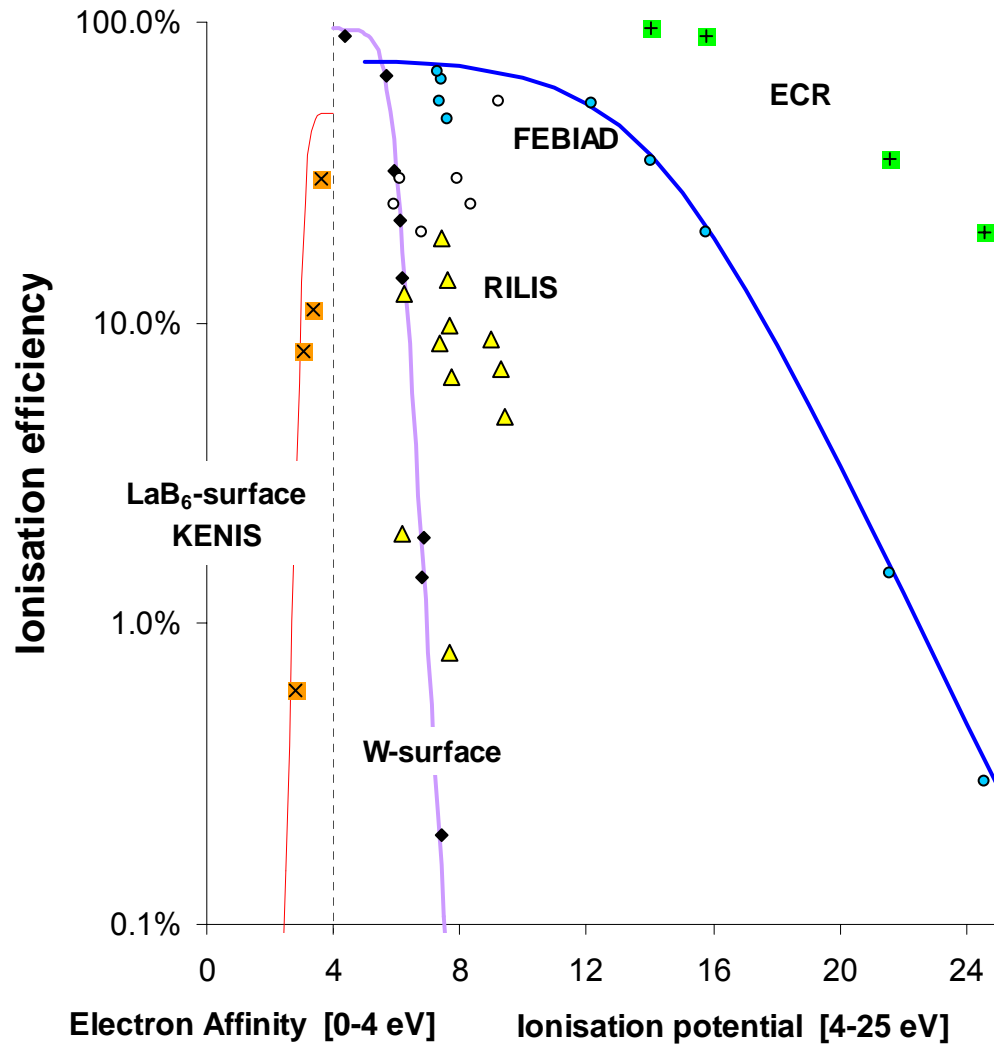 100.0%
ECR
FEBIAD
RILIS
10.0%
Ionisation efficiency
LaB₆-surface
KENIS
1.0%
W-surface
0.1%
0 4 8 12 16 20 24
Electron Affinity [0-4 eV] Ionisation potential [4-25 eV]